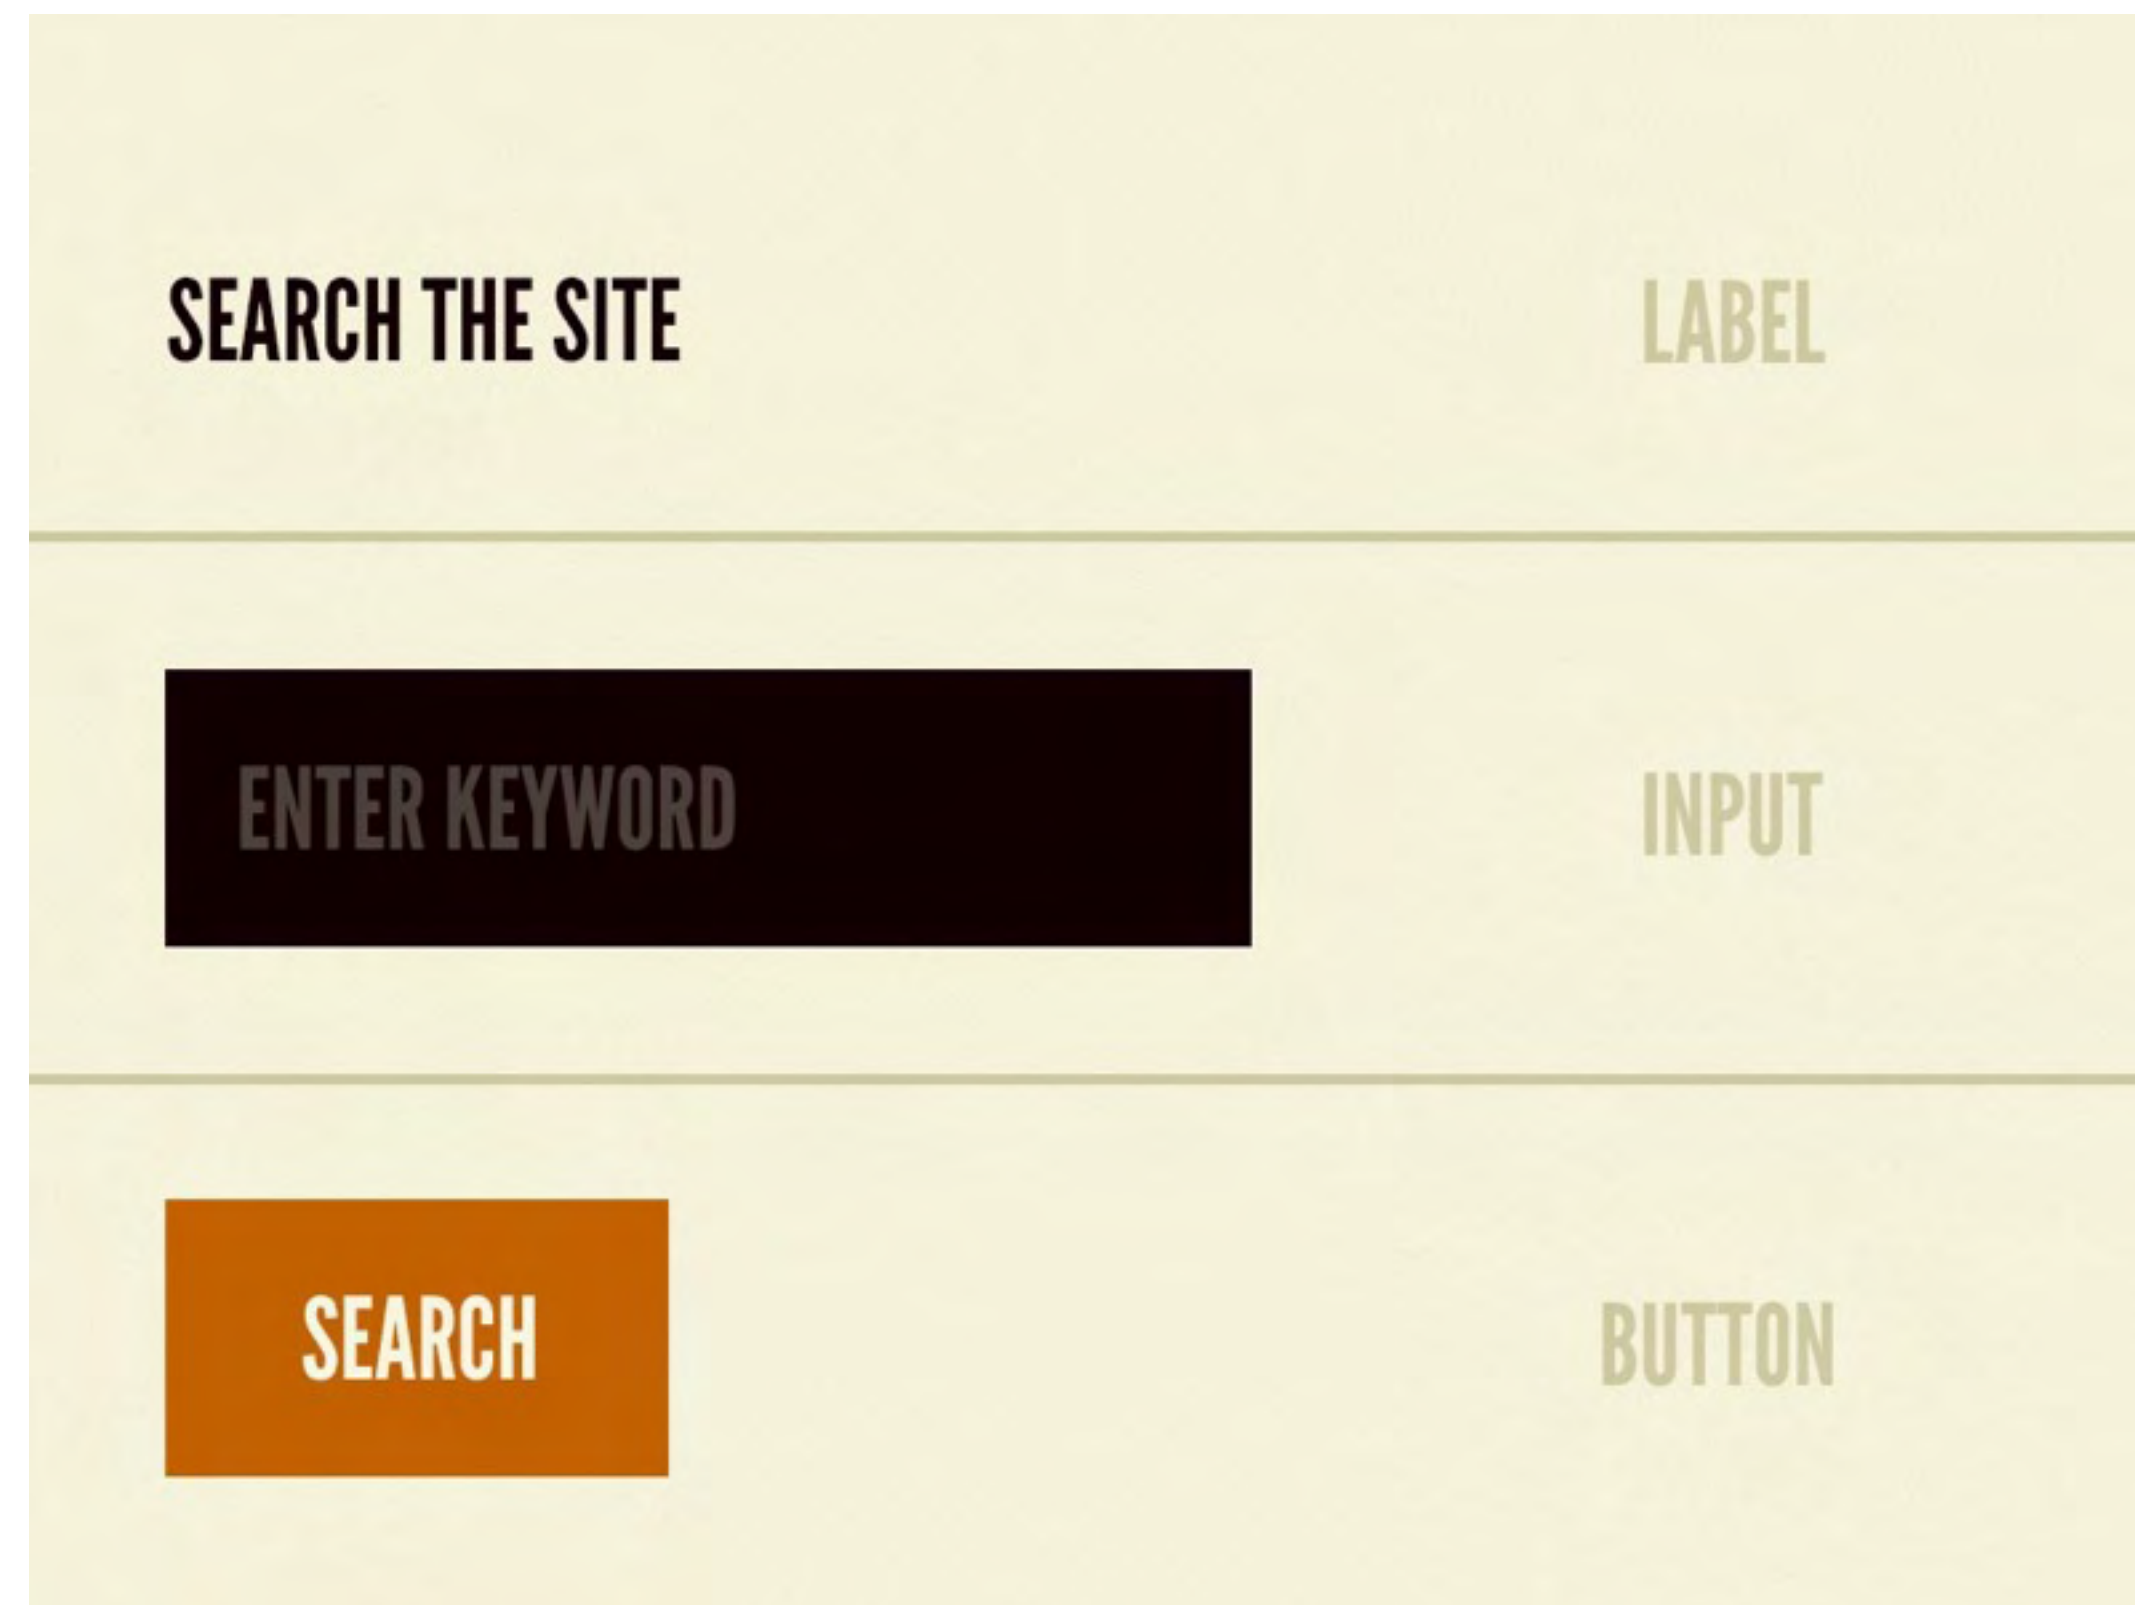 SEARCH THE SITE
LABEL
ENTER KEYWORD
INPUT
SEARCH
BUTTON